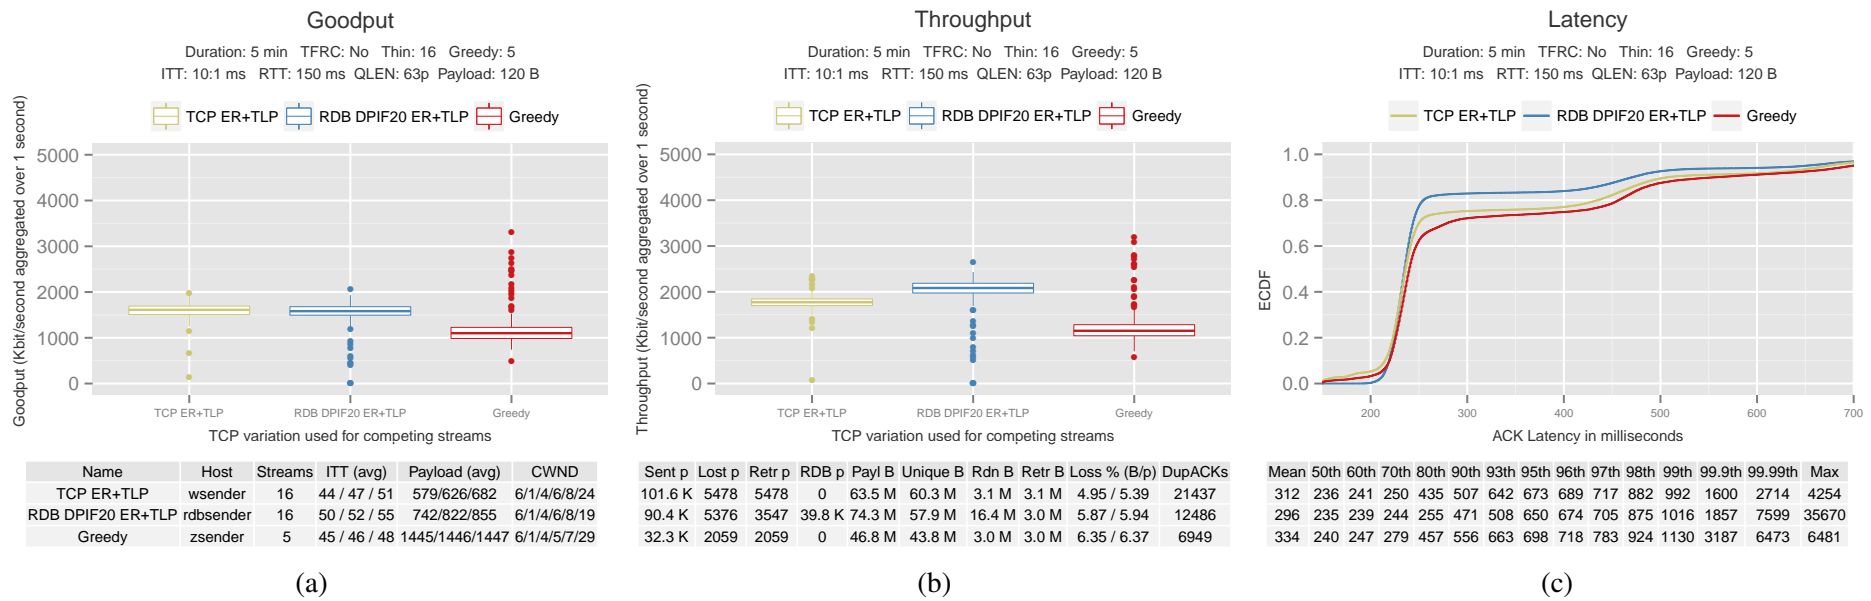 Goodput
Duration: 5 min TFRC: No Thin: 16 Greedy: 5
ITT: 10:1 ms RTT: 150 ms QLEN: 63p Payload: 120 B
TCP ER+TLP RDB DPIF20 ER+TLP Greedy
Goodput (Kbit/second aggregated over 1 second)
5000
4000
3000
2000
1000
0
TCP ER+TLP RDB DPIF20 ER+TLP Greedy
TCP variation used for competing streams
Name Host Streams ITT (avg) Payload (avg) CWND
TCP ER+TLP wsender 16 44 / 47 / 51 579/626/682 6/1/4/6/8/24
RDB DPIF20 ER+TLP rdbsender 16 50 / 52 / 55 742/822/855 6/1/4/6/8/19
Greedy zsender 5 45 / 46 / 48 1445/1446/1447 6/1/4/5/7/29
(a)
Throughput
Duration: 5 min TFRC: No Thin: 16 Greedy: 5
ITT: 10:1 ms RTT: 150 ms QLEN: 63p Payload: 120 B
TCP ER+TLP RDB DPIF20 ER+TLP Greedy
Throughput (Kbit/second aggregated over 1 second)
5000
4000
3000
2000
1000
0
TCP ER+TLP RDB DPIF20 ER+TLP Greedy
TCP variation used for competing streams
Sent p Lost p Retr p RDB p Payl B Unique B Rdn B Retr B Loss % (B/p) DupACKs
101.6 K 5478 5478 0 63.5 M 60.3 M 3.1 M 3.1 M 4.95 / 5.39 21437
90.4 K 5376 3547 39.8 K 74.3 M 57.9 M 16.4 M 3.0 M 5.87 / 5.94 12486
32.3 K 2059 2059 0 46.8 M 43.8 M 3.0 M 3.0 M 6.35 / 6.37 6949
(b)
Latency
Duration: 5 min TFRC: No Thin: 16 Greedy: 5
ITT: 10:1 ms RTT: 150 ms QLEN: 63p Payload: 120 B
TCP ER+TLP RDB DPIF20 ER+TLP Greedy
ECDF
1.0
0.8
0.6
0.4
0.2
0.0
200 300 400 500 600 700
ACK Latency in milliseconds
Mean 50th 60th 70th 80th 90th 93th 95th 96th 97th 98th 99th 99.9th 99.99th Max
312 236 241 250 435 507 642 673 689 717 882 992 1600 2714 4254
296 235 239 244 255 471 508 650 674 705 875 1016 1857 7599 35670
334 240 247 279 457 556 663 698 718 783 924 1130 3187 6473 6481
(c)